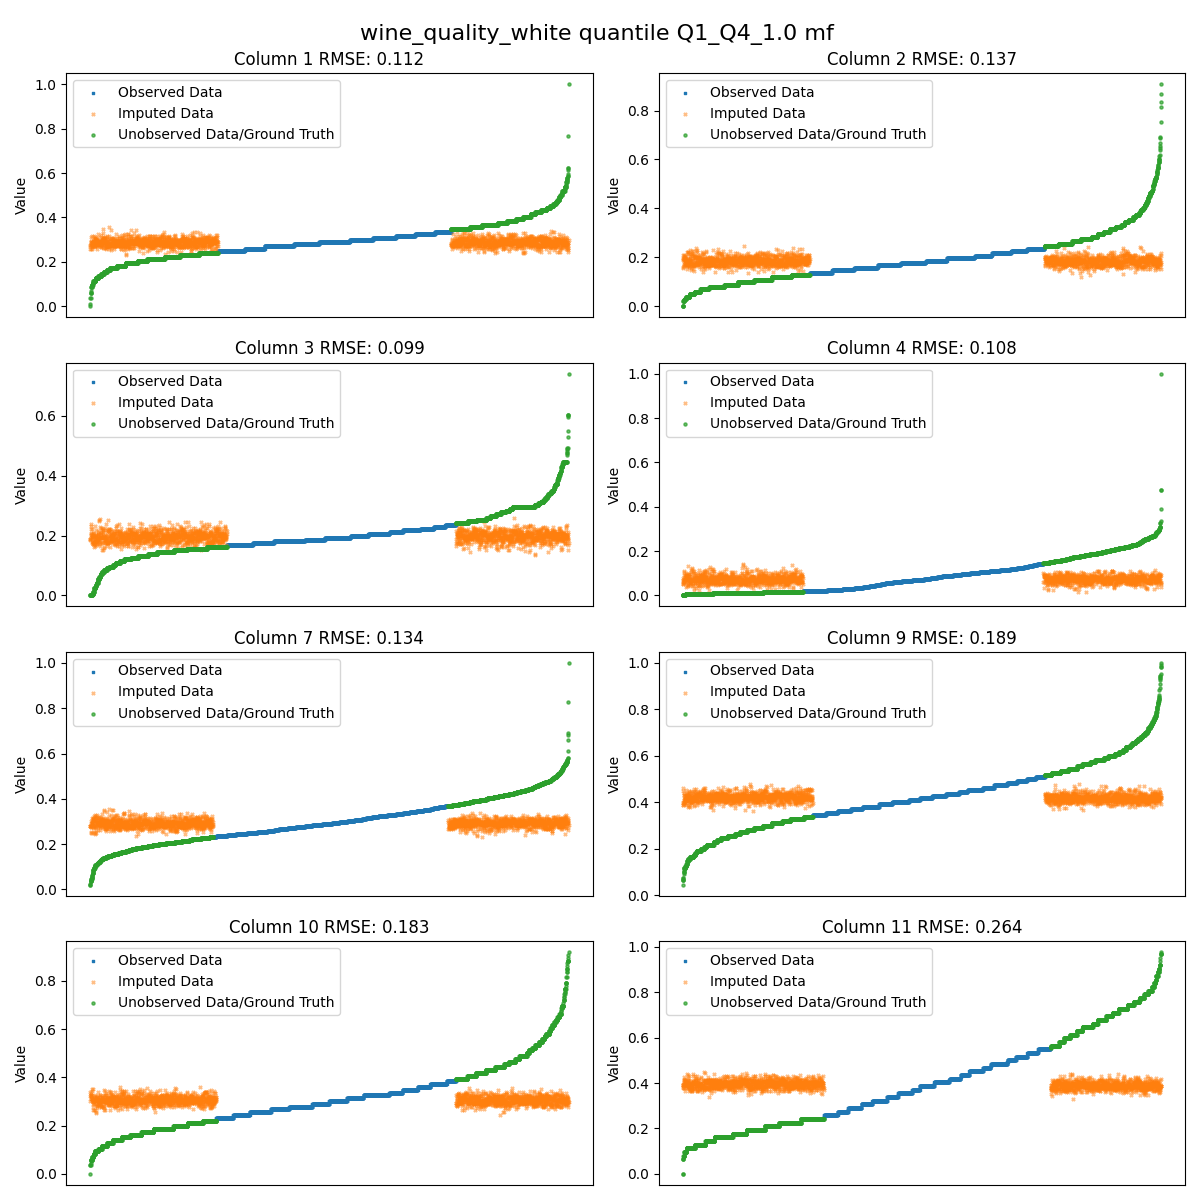 wine_quality_white quantile Q1_Q4_1.0 mf
Column 1 RMSE: 0.112
Value
1.0
0.8
0.6
0.4
0.2
0.0
Observed Data
Imputed Data
Unobserved Data/Ground Truth
Column 2 RMSE: 0.137
Value
0.8
0.6
0.4
0.2
0.0
Observed Data
Imputed Data
Unobserved Data/Ground Truth
Column 3 RMSE: 0.099
Value
0.6
0.4
0.2
0.0
Observed Data
Imputed Data
Unobserved Data/Ground Truth
Column 4 RMSE: 0.108
Value
1.0
0.8
0.6
0.4
0.2
0.0
Observed Data
Imputed Data
Unobserved Data/Ground Truth
Column 7 RMSE: 0.134
Value
1.0
0.8
0.6
0.4
0.2
0.0
Observed Data
Imputed Data
Unobserved Data/Ground Truth
Column 9 RMSE: 0.189
Value
1.0
0.8
0.6
0.4
0.2
0.0
Observed Data
Imputed Data
Unobserved Data/Ground Truth
Column 10 RMSE: 0.183
Value
0.8
0.6
0.4
0.2
0.0
Observed Data
Imputed Data
Unobserved Data/Ground Truth
Column 11 RMSE: 0.264
Value
1.0
0.8
0.6
0.4
0.2
0.0
Observed Data
Imputed Data
Unobserved Data/Ground Truth